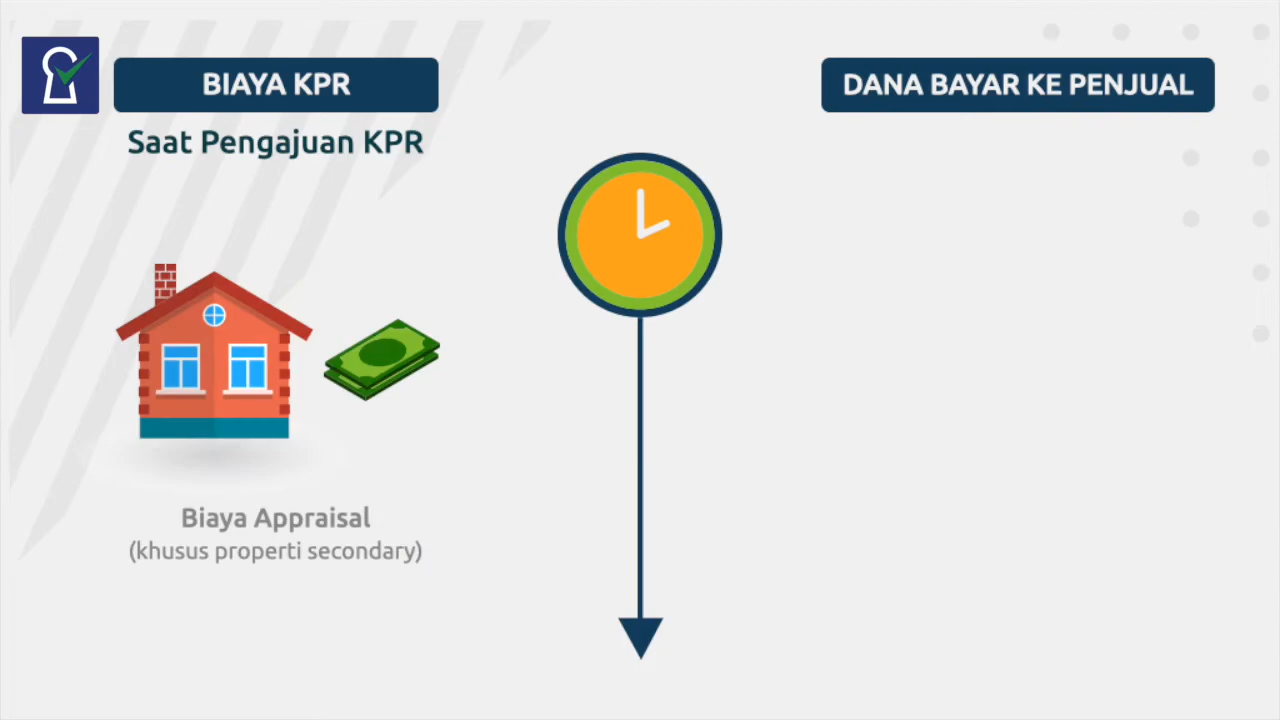 BIAYA KPR
Saat Pengajuan KPR
Biaya Appraisal
(khusus properti secondary)
DANA BAYAR KE PENJUAL